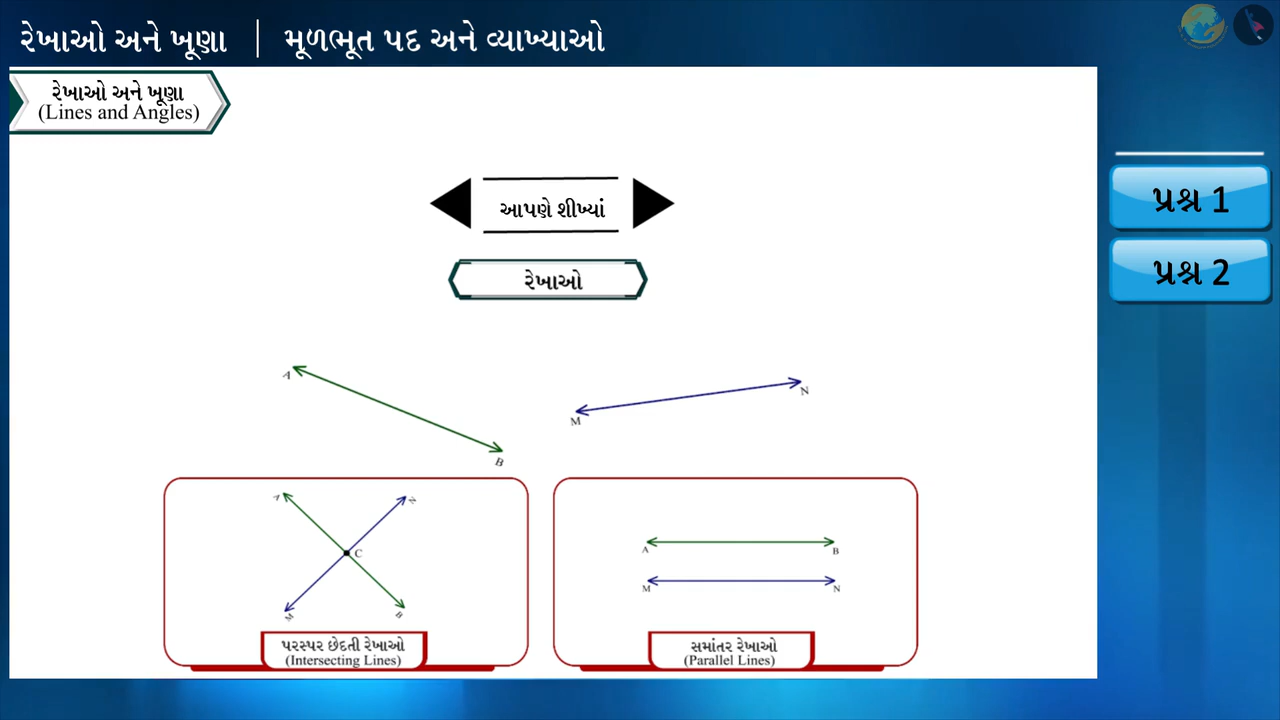 રેખાઓ અને ખૂણા | મૂળભૂત પદ અને વ્યાખ્યાઓ
રેખાઓ અને ખૂણા
(Lines and Angles)
આપણે શીખ્યાં
રેખાઓ
A
B
M
N
A
N
C
M
B
પરસ્પર છેદતી રેખાઓ
(Intersecting Lines)
A
B
M
N
સમાંતર રેખાઓ
(Parallel Lines)
પ્રશ્ન 1
પ્રશ્ન 2